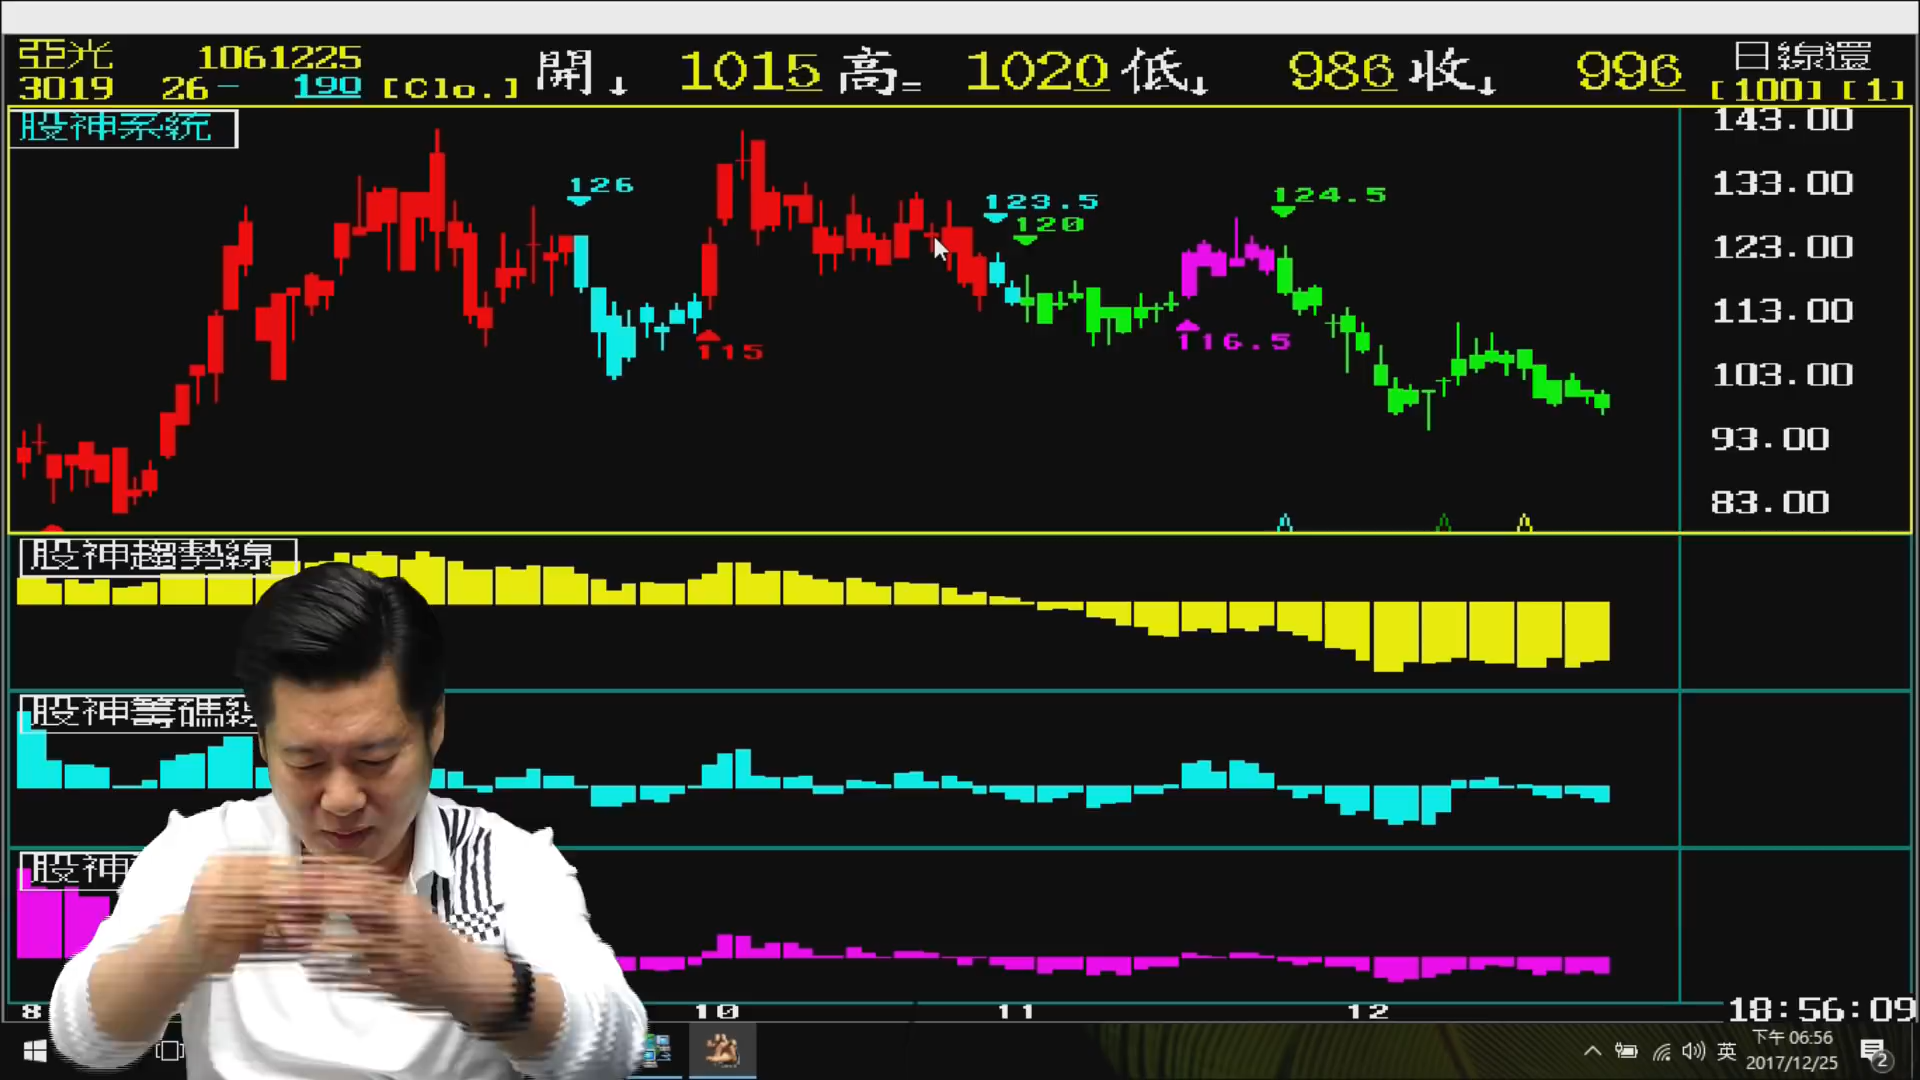 亞光 1061225 開↓ 1015 高= 1020 低↓ 986 收↓ 996 日線還
3019 26- 190 [Clo.] [100] [1]
股神系統
143.00
126
133.00
124.5
123.5
120
123.00
113.00
116.5
115
103.00
93.00
83.00
股神趨勢線
股神籌碼
股神
8 10 11 12
18:56:09
下午 06:56
英
2017/12/25
2